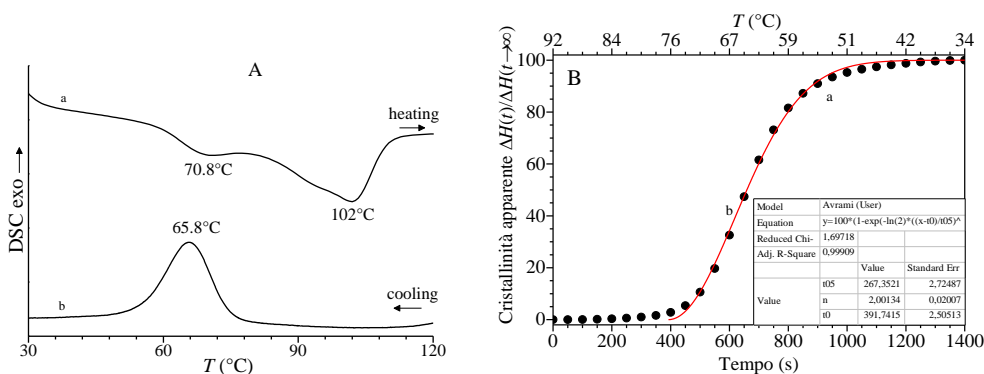 A
a
heating
70.8°C
102°C
65.8°C
b
cooling
DSC exo
30 60 90 120
T (°C)
T (°C)
92 84 76 67 59 51 42 34
B
a
b
Cristallinità apparente ΔH(t)/ΔH(t→∞)
100
80
60
40
20
0
Model Avrami (User)
Equation y=100*(1-exp(-ln(2)*((x-t0)/t05)^
Reduced Chi- 1,69718
Adj. R-Square 0,99909
Value Standard Err
t05 267,3521 2,72487
Value n 2,00134 0,02007
t0 391,7415 2,50513
0 200 400 600 800 1000 1200 1400
Tempo (s)